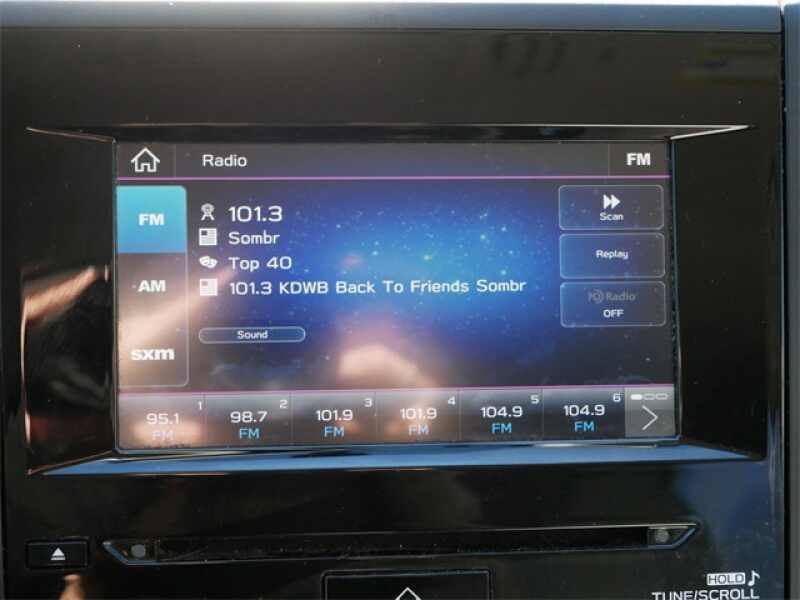 Radio
FM
FM
AM
sxm
101.3
Sombr
Top 40
101.3 KDWB Back To Friends Sombr
Sound
Scan
Replay
HD Radio
OFF
1 2 3 4 5 6
95.1 98.7 101.9 101.9 104.9 104.9
FM FM FM FM FM FM
HOLD
TUNE/SCROLL